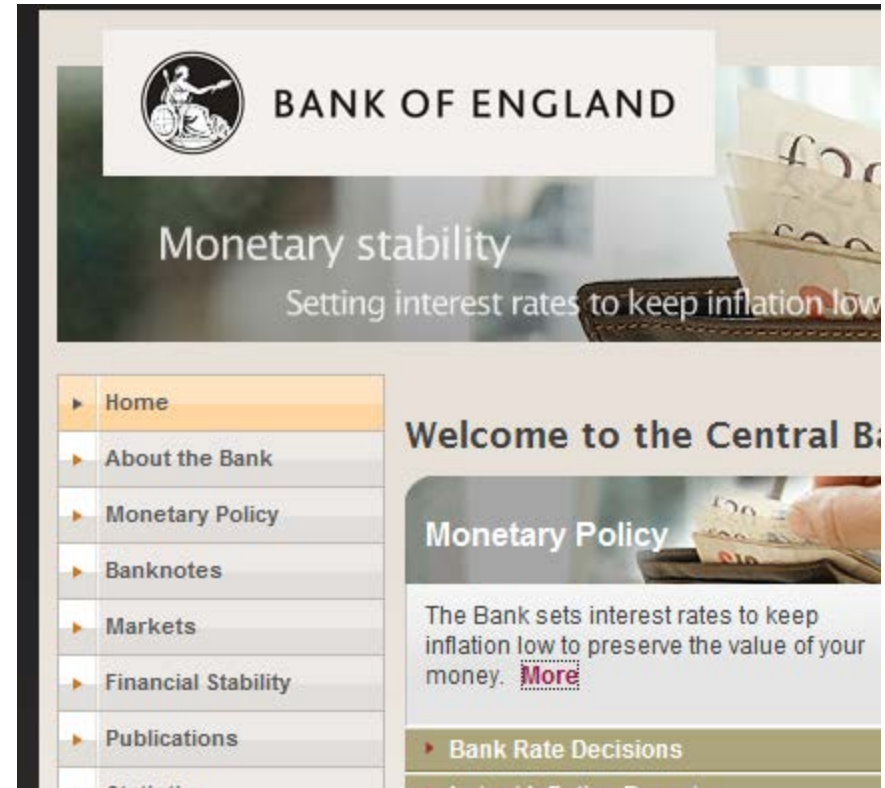 BANK OF ENGLAND
£20
Monetary stability
Setting interest rates to keep inflation low
Home
About the Bank
Monetary Policy
Banknotes
Markets
Financial Stability
Publications
Welcome to the Central
Monetary Policy
The Bank sets interest rates to keep
inflation low to preserve the value of your
money. More
Bank Rate Decisions